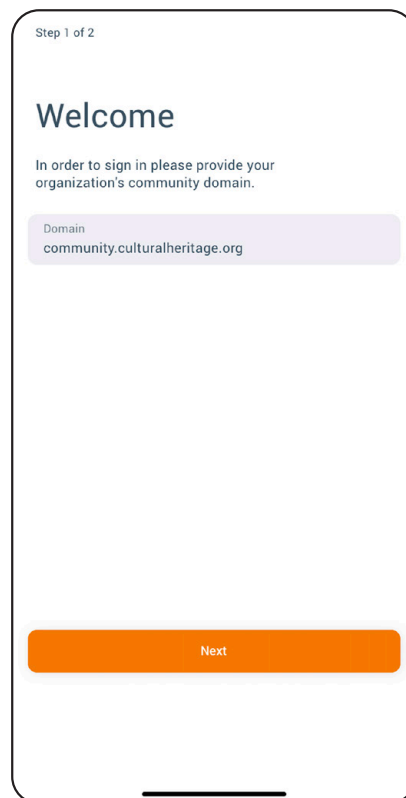 Step 1 of 2
Welcome
In order to sign in please provide your
organization's community domain.
Domain
community.culturalheritage.org
Next